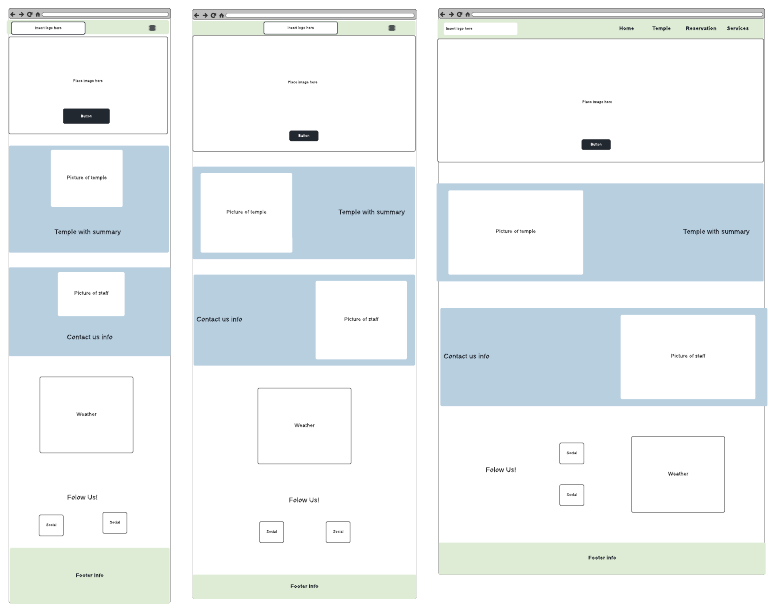 Insert logo here
Place image here
Button
Picture of temple
Temple with summary
Picture of staff
Contact us info
Weather
Folow Us!
Social
Social
Footer info
Insert logo here
Place image here
Button
Picture of temple
Temple with summary
Contact us info
Picture of staff
Weather
Folow Us!
Social
Social
Footer info
Insert logo here
Home
Temple
Reservation
Services
Place image here
Button
Picture of temple
Temple with summary
Contact us info
Picture of staff
Social
Folow Us!
Weather
Social
Footer info